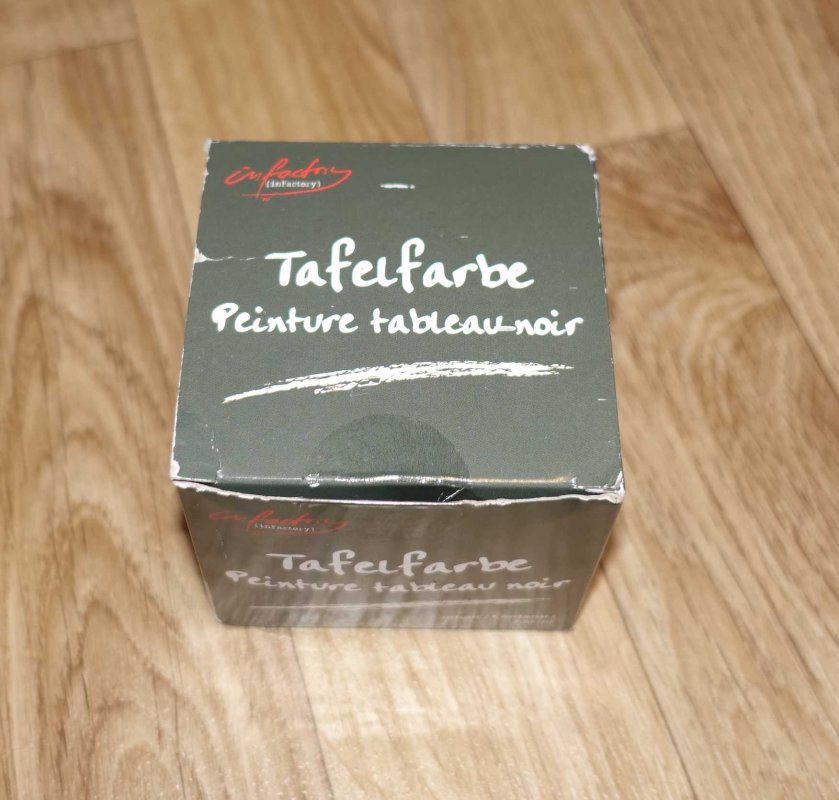 infactory
(inFactory)
Tafelfarbe
Peinture tableau noir
infactory
(inFactory)
Tafelfarbe
Peinture tableau noir